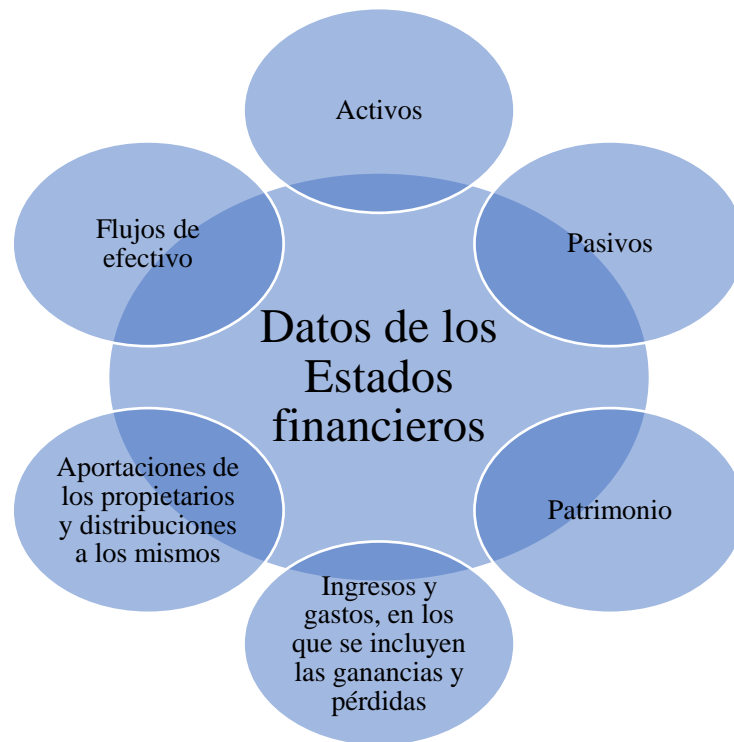 Activos
Flujos de
efectivo
Pasivos
Datos de los
Estados
financieros
Aportaciones de
los propietarios
y distribuciones
a los mismos
Patrimonio
Ingresos y
gastos, en los
que se incluyen
las ganancias y
pérdidas